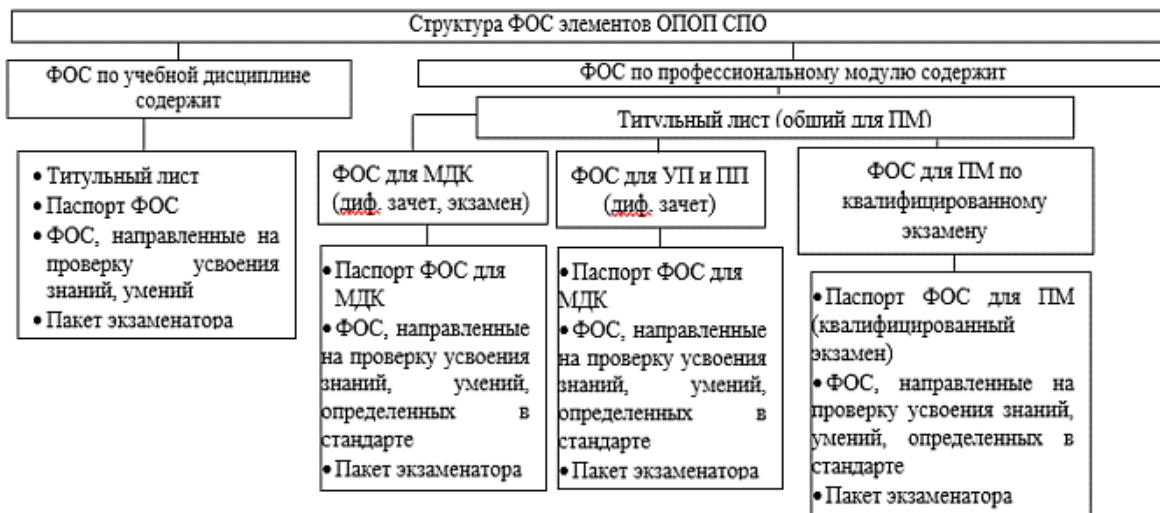 Структура ФОС элементов ОПОП СПО
ФОС по учебной дисциплине
содержит
ФОС по профессиональному модулю содержит
Титульный лист (общий для ПМ)
• Титульный лист
• Паспорт ФОС
• ФОС, направленные на
проверку усвоения
знаний, умений
• Пакет экзаменатора
ФОС для МДК
(диф. зачет, экзамен)
ФОС для УП и ПП
(диф. зачет)
ФОС для ПМ по
квалифицированному
экзамену
• Паспорт ФОС для
МДК
• ФОС, направленные
на проверку усвоения
знаний, умений,
определенных в
стандарте
• Пакет экзаменатора
• Паспорт ФОС для
МДК
• ФОС, направленные
на проверку усвоения
знаний, умений,
определенных в
стандарте
• Пакет экзаменатора
• Паспорт ФОС для ПМ
(квалифицированный
экзамен)
• ФОС, направленные на
проверку усвоения знаний,
умений, определенных в
стандарте
• Пакет экзаменатора